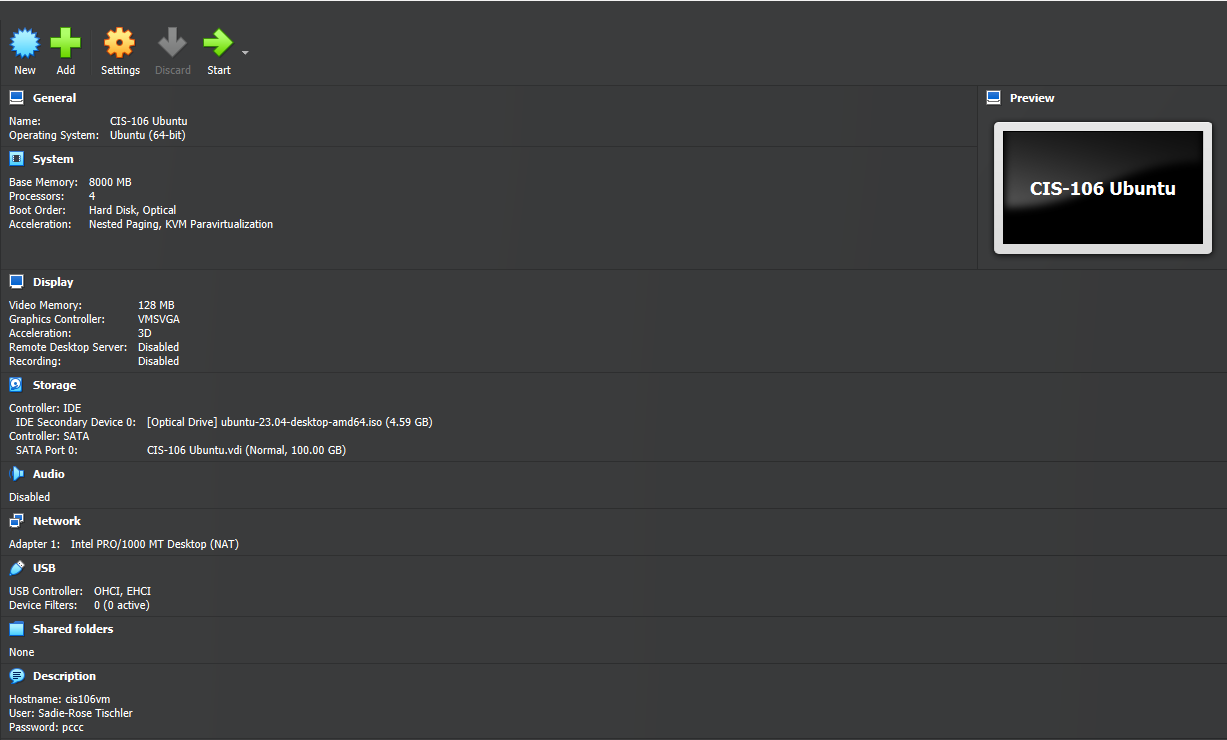 New Add Settings Discard Start
General
Name: CIS-106 Ubuntu
Operating System: Ubuntu (64-bit)
Preview
CIS-106 Ubuntu
System
Base Memory: 8000 MB
Processors: 4
Boot Order: Hard Disk, Optical
Acceleration: Nested Paging, KVM Paravirtualization
Display
Video Memory: 128 MB
Graphics Controller: VMSVGA
Acceleration: 3D
Remote Desktop Server: Disabled
Recording: Disabled
Storage
Controller: IDE
IDE Secondary Device 0: [Optical Drive] ubuntu-23.04-desktop-amd64.iso (4.59 GB)
Controller: SATA
SATA Port 0: CIS-106 Ubuntu.vdi (Normal, 100.00 GB)
Audio
Disabled
Network
Adapter 1: Intel PRO/1000 MT Desktop (NAT)
USB
USB Controller: OHCI, EHCI
Device Filters: 0 (0 active)
Shared folders
None
Description
Hostname: cis106vm
User: Sadie-Rose Tischler
Password: pccc